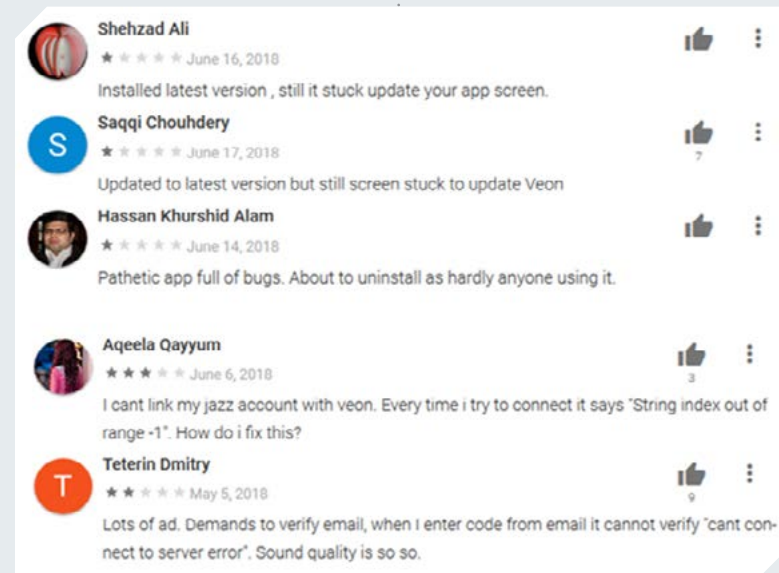 Shehzad Ali
June 16, 2018
Installed latest version , still it stuck update your app screen.
S
Saqqi Chouhdery
June 17, 2018
7
Updated to latest version but still screen stuck to update Veon
Hassan Khurshid Alam
June 14, 2018
Pathetic app full of bugs. About to uninstall as hardly anyone using it.
Aqeela Qayyum
June 6, 2018
3
I cant link my jazz account with veon. Every time i try to connect it says "String index out of
range -1". How do i fix this?
T
Teterin Dmitry
May 5, 2018
9
Lots of ad. Demands to verify email, when I enter code from email it cannot verify "cant con-
nect to server error". Sound quality is so so.